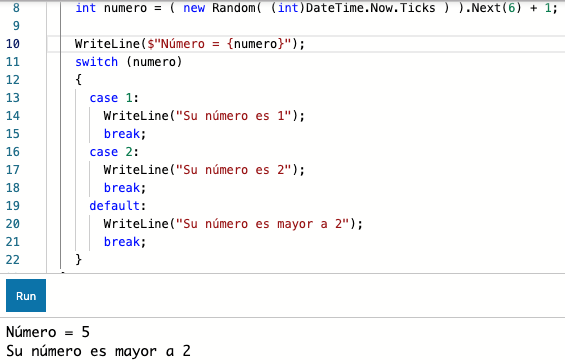 8 int numero = ( new Random( (int)DateTime.Now.Ticks ) ).Next(6) + 1;
9
10 WriteLine($"Número = {numero}");
11 switch (numero)
12 {
13 case 1:
14 WriteLine("Su número es 1");
15 break;
16 case 2:
17 WriteLine("Su número es 2");
18 break;
19 default:
20 WriteLine("Su número es mayor a 2");
21 break;
22 }
Run
Número = 5
Su número es mayor a 2